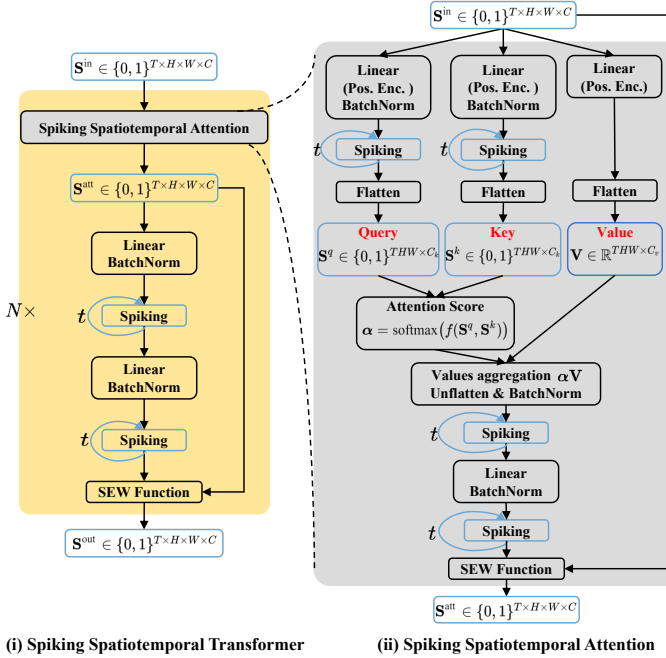 S^in ∈ {0, 1}^{T×H×W×C}
Spiking Spatiotemporal Attention
S^att ∈ {0, 1}^{T×H×W×C}
Linear
BatchNorm
t
Spiking
N×
Linear
BatchNorm
t
Spiking
SEW Function
S^out ∈ {0, 1}^{T×H×W×C}
(i) Spiking Spatiotemporal Transformer
S^in ∈ {0, 1}^{T×H×W×C}
Linear
(Pos. Enc. )
BatchNorm
Linear
(Pos. Enc. )
BatchNorm
Linear
(Pos. Enc.)
t
Spiking
t
Spiking
Flatten
Flatten
Flatten
Query
S^q ∈ {0, 1}^{THW×C_k}
Key
S^k ∈ {0, 1}^{THW×C_k}
Value
V ∈ ℝ^{THW×C_v}
Attention Score
α = softmax(f(S^q, S^k))
Values aggregation αV
Unflatten & BatchNorm
t
Spiking
Linear
BatchNorm
t
Spiking
SEW Function
S^att ∈ {0, 1}^{T×H×W×C}
(ii) Spiking Spatiotemporal Attention